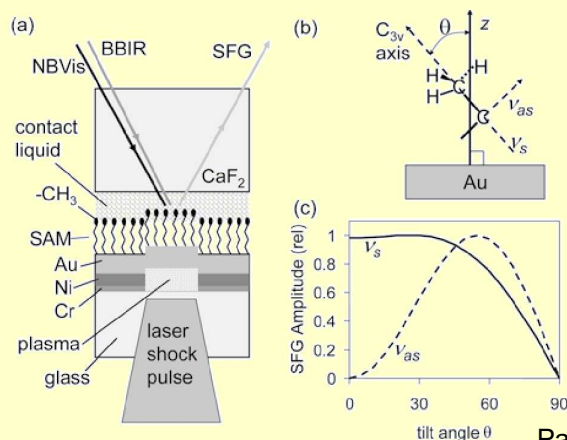 (a)
BBIR
NBVis
SFG
contact
liquid
CaF2
-CH3
SAM
Au
Ni
Cr
plasma
glass
laser
shock
pulse
(b)
θ
z
C3v
axis
H
H
H
C
C
νas
νs
Au
(c)
SFG Amplitude (rel)
1
0.8
0.6
0.4
0.2
0
νs
νas
0 30 60 90
tilt angle θ
Pa